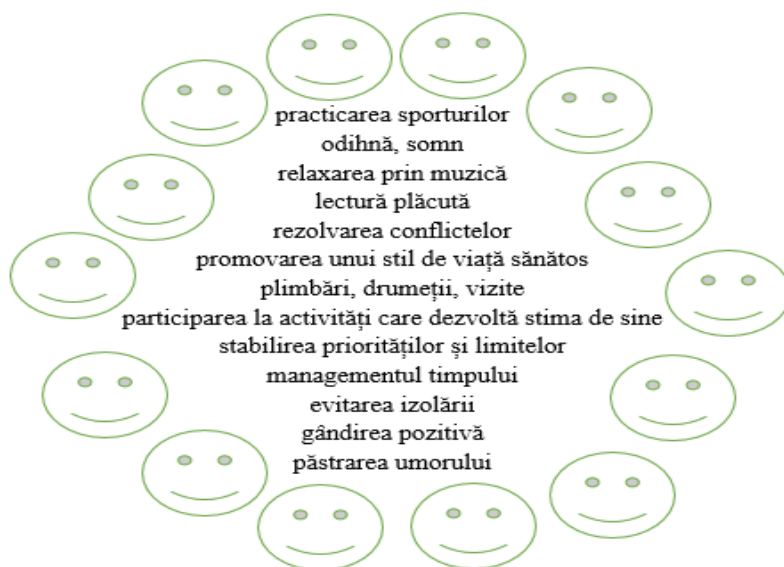 practicarea sporturilor
odihnă, somn
relaxarea prin muzică
lectură plăcută
rezolvarea conflictelor
promovarea unui stil de viață sănătos
plimbări, drumeții, vizite
participarea la activități care dezvoltă stima de sine
stabilirea priorităților și limitelor
managementul timpului
evitarea izolării
gândirea pozitivă
păstrarea umorului